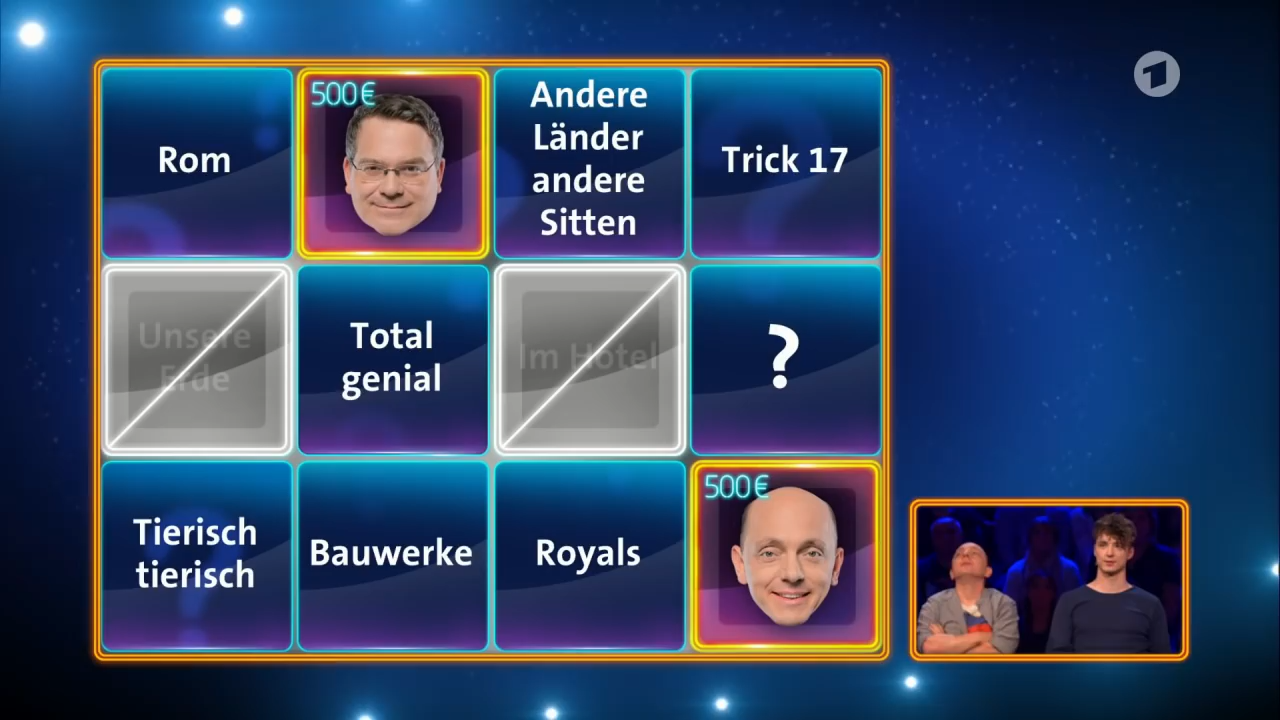 Rom
500€
Andere
Länder
andere
Sitten
Trick 17
Unsere
Erde
Total
genial
Im Hotel
?
Tierisch
tierisch
Bauwerke
Royals
500€
1